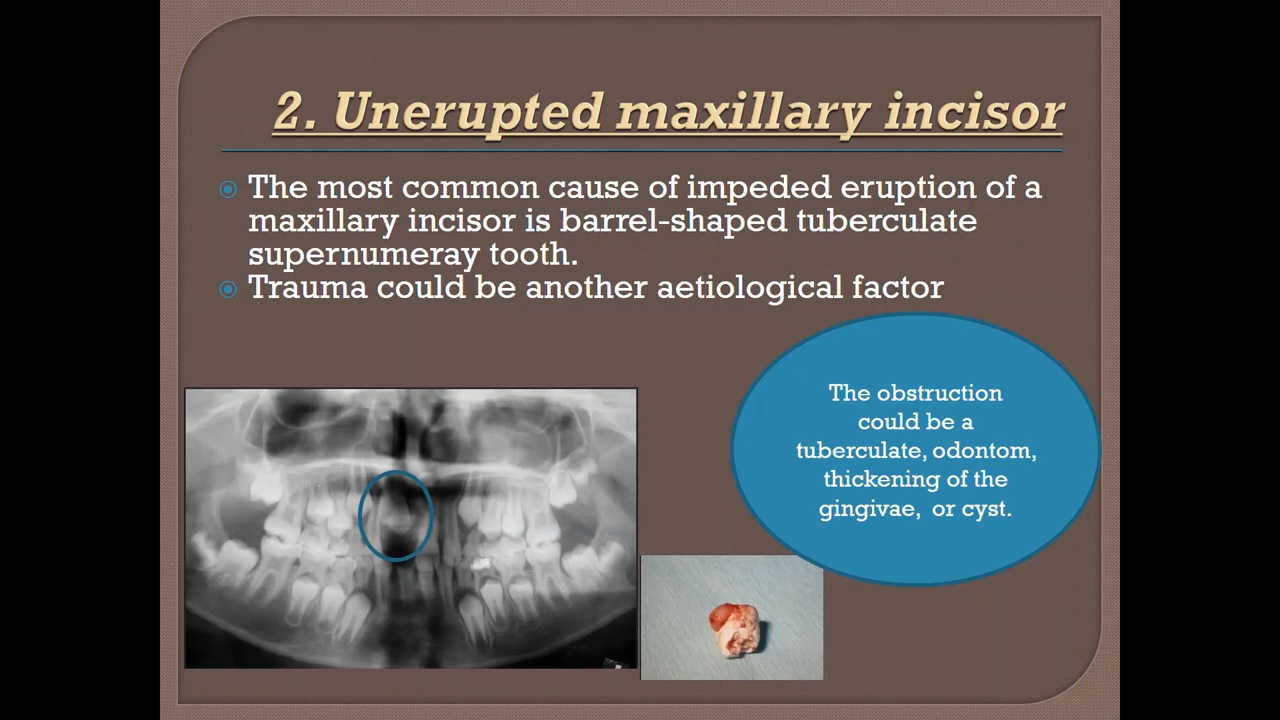 2. Unerupted maxillary incisor
The most common cause of impeded eruption of a
maxillary incisor is barrel-shaped tuberculate
supernumeray tooth.
Trauma could be another aetiological factor
The obstruction
could be a
tuberculate, odontom,
thickening of the
gingivae, or cyst.